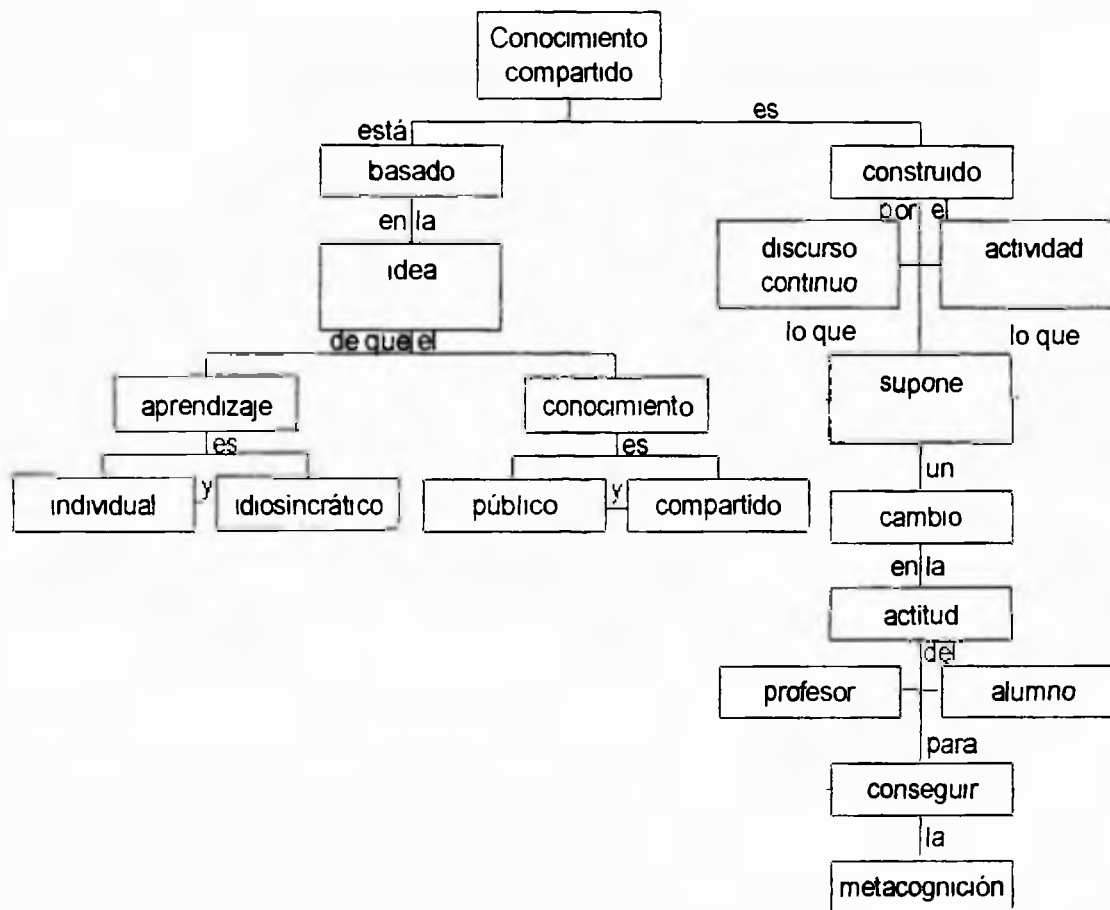 Conocimiento
compartido
está
es
basado
construido
en la
por el
idea
discurso
continuo
actividad
de que el
lo que
lo que
aprendizaje
conocimiento
supone
es
es
individual
y
idiosincrático
público
y
compartido
un
cambio
en la
actitud
del
profesor
alumno
para
conseguir
la
metacognición